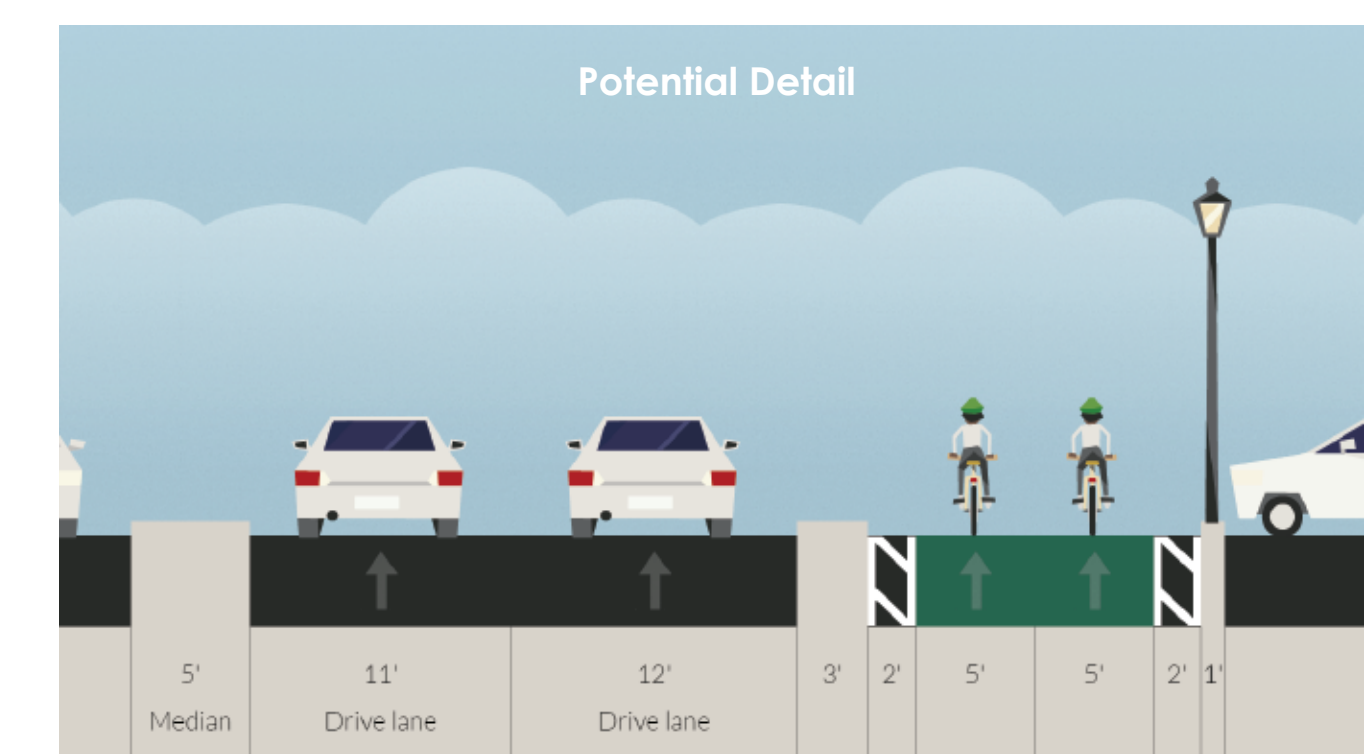 Potential Detail
5' 11' 12' 3' 2' 5' 5' 2' 1'
Median Drive lane Drive lane